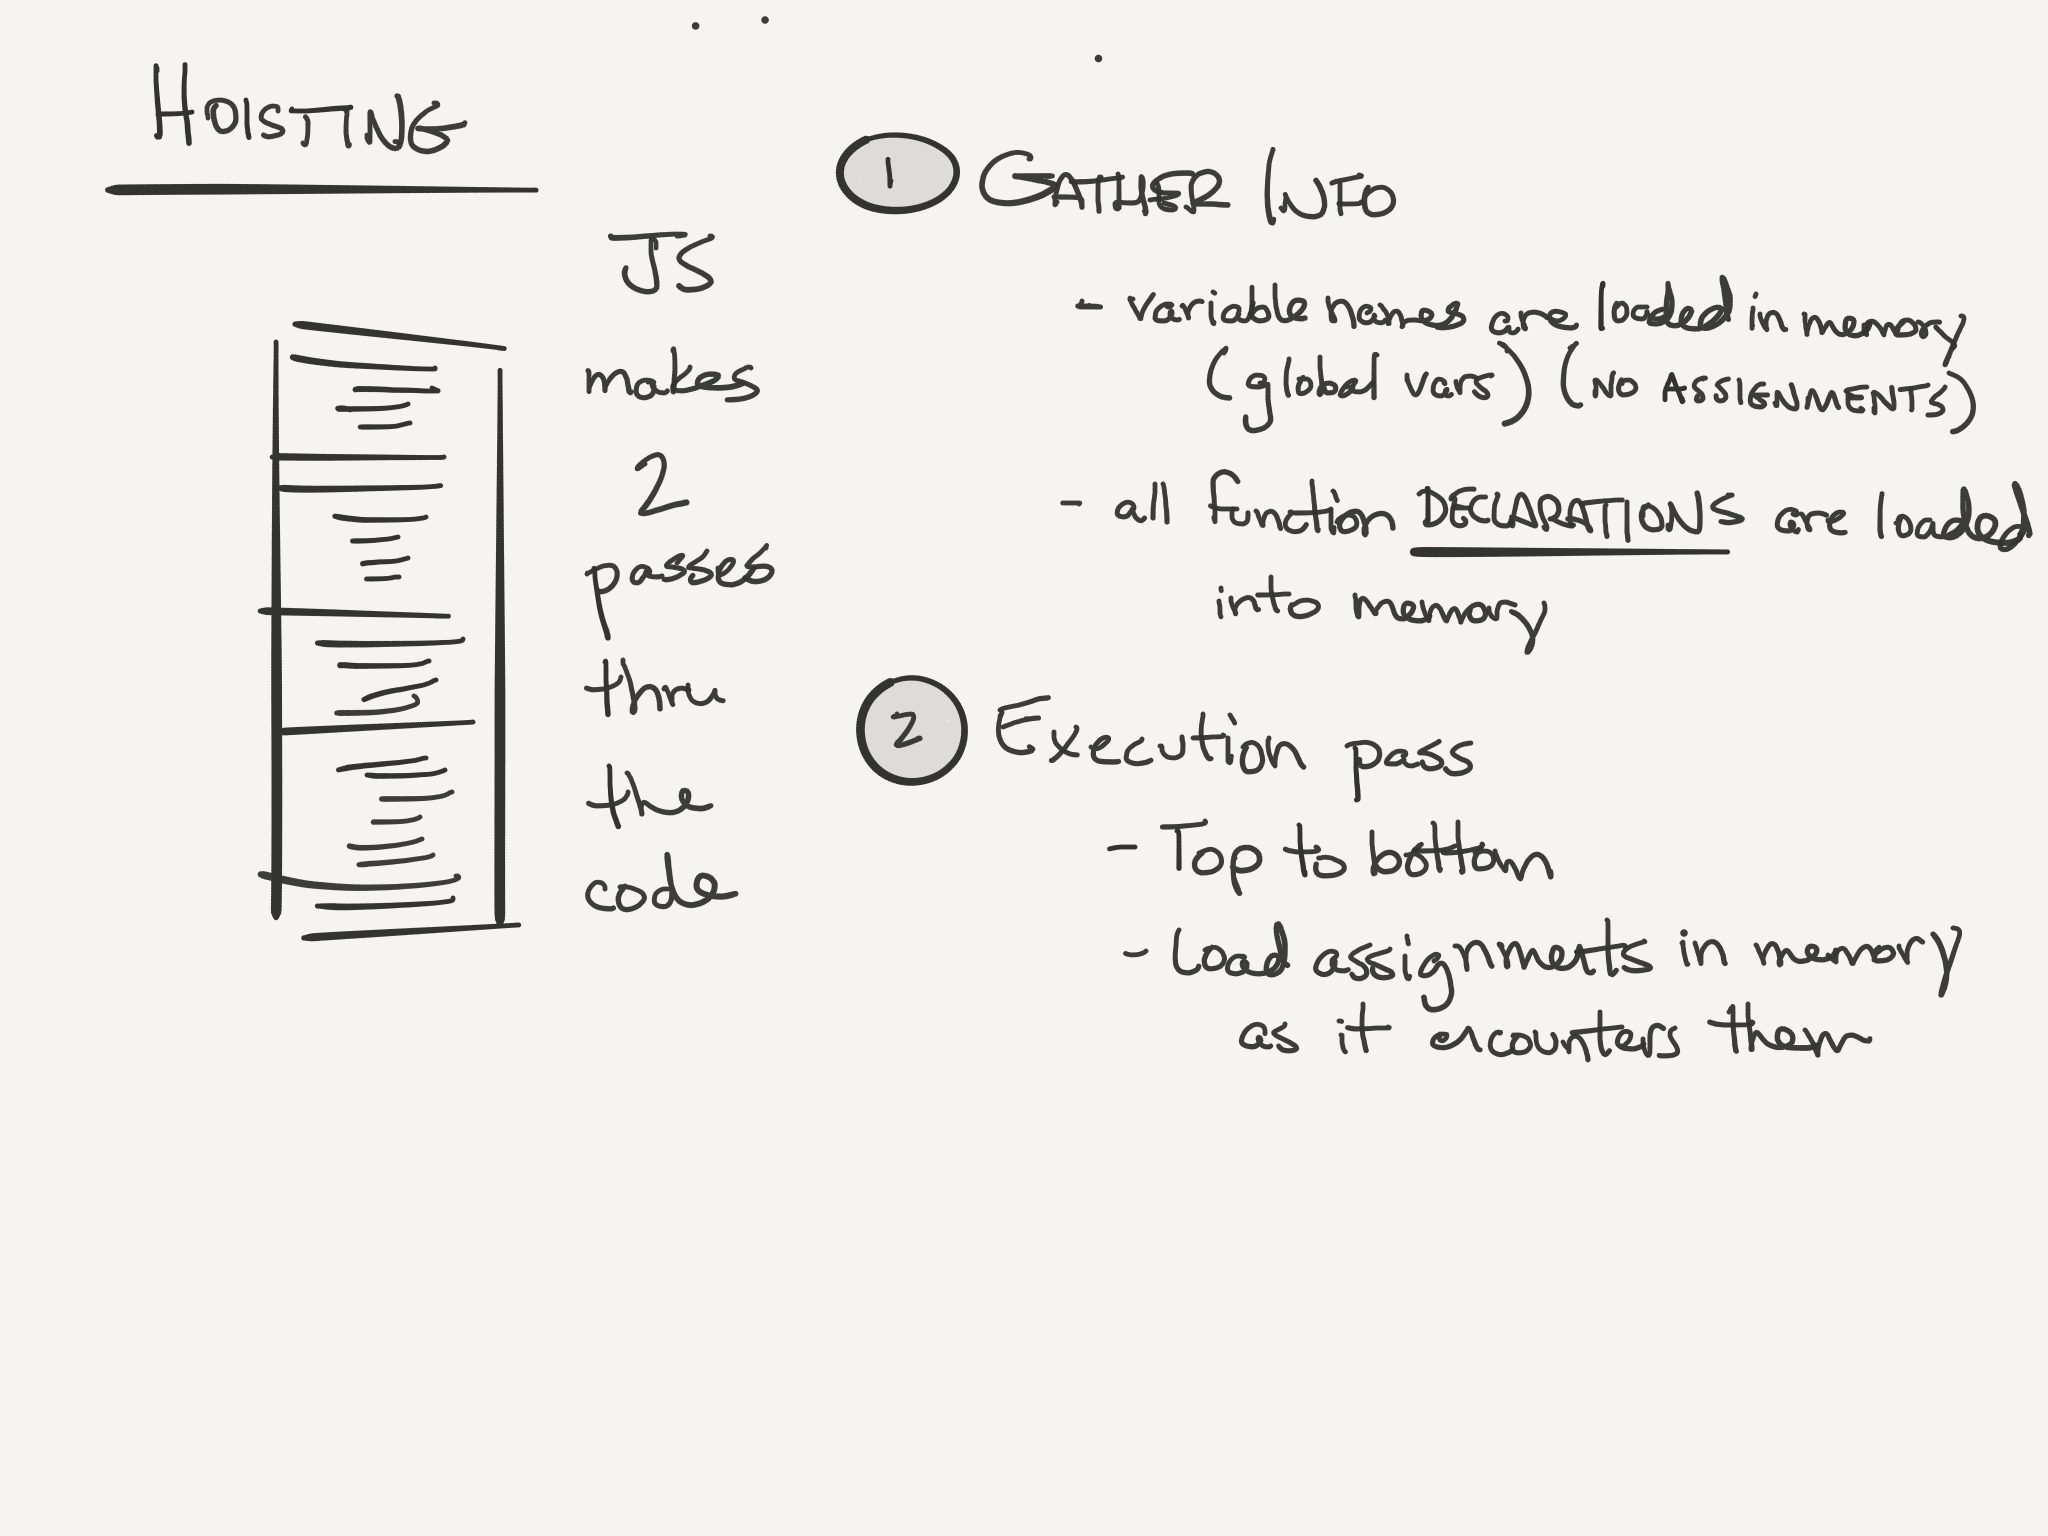 HOISTING
JS
makes
2
passes
thru
the
code
1 GATHER INFO
- variable names are loaded in memory
(global vars) (NO ASSIGNMENTS)
- all function DECLARATIONS are loaded
into memory
2 Execution pass
- Top to bottom
- Load assignments in memory
as it encounters them